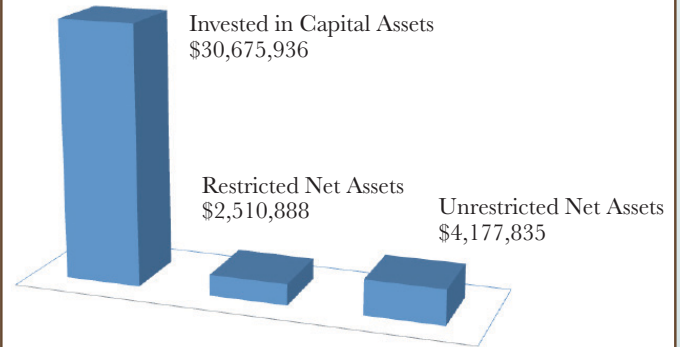 Invested in Capital Assets
$30,675,936
Restricted Net Assets
$2,510,888
Unrestricted Net Assets
$4,177,835